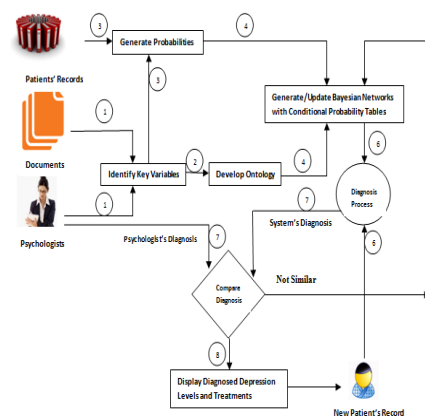 3
4
Generate Probabilities
Patients' Records
3
1
Generate/Update Bayesian Networks
with Conditional Probability Tables
Documents
2
4
6
Identify Key Variables
Develop Ontology
Diagnosis
Process
1
7
Psychologists
Psychologist's Diagnosis
7
System's Diagnosis
6
Compare
Diagnosis
Not Similar
8
Display Diagnosed Depression
Levels and Treatments
New Patient's Record